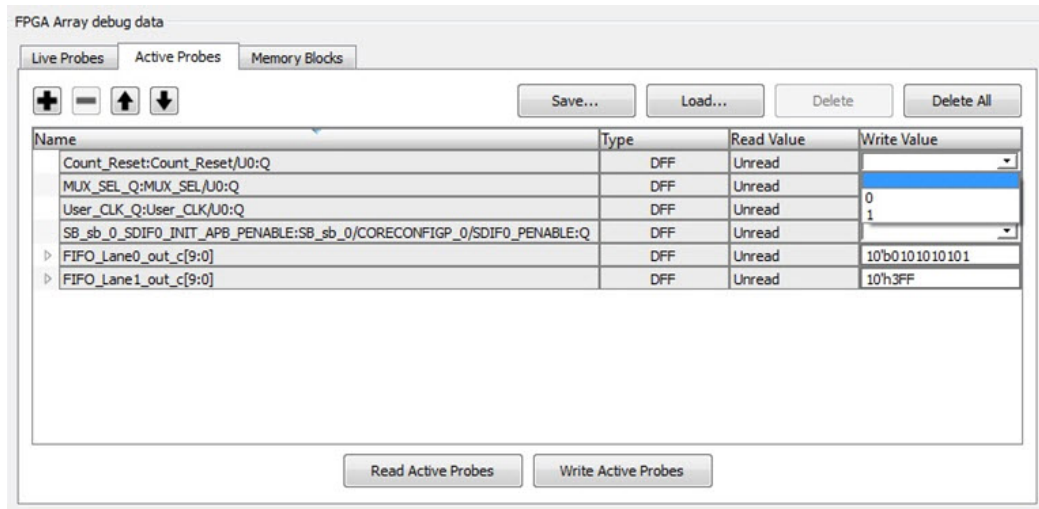 FPGA Array debug data
Live Probes Active Probes Memory Blocks
Save... Load... Delete Delete All
Name Type Read Value Write Value
Count_Reset:Count_Reset/U0:Q DFF Unread
MUX_SEL_Q:MUX_SEL/U0:Q DFF Unread
User_CLK_Q:User_CLK/U0:Q DFF Unread 0
1
SB_sb_0_SDIF0_INIT_APB_PENABLE:SB_sb_0/CORECONFIGP_0/SDIF0_PENABLE:Q DFF Unread
FIFO_Lane0_out_c[9:0] DFF Unread 10'b0101010101
FIFO_Lane1_out_c[9:0] DFF Unread 10'h3FF
Read Active Probes Write Active Probes